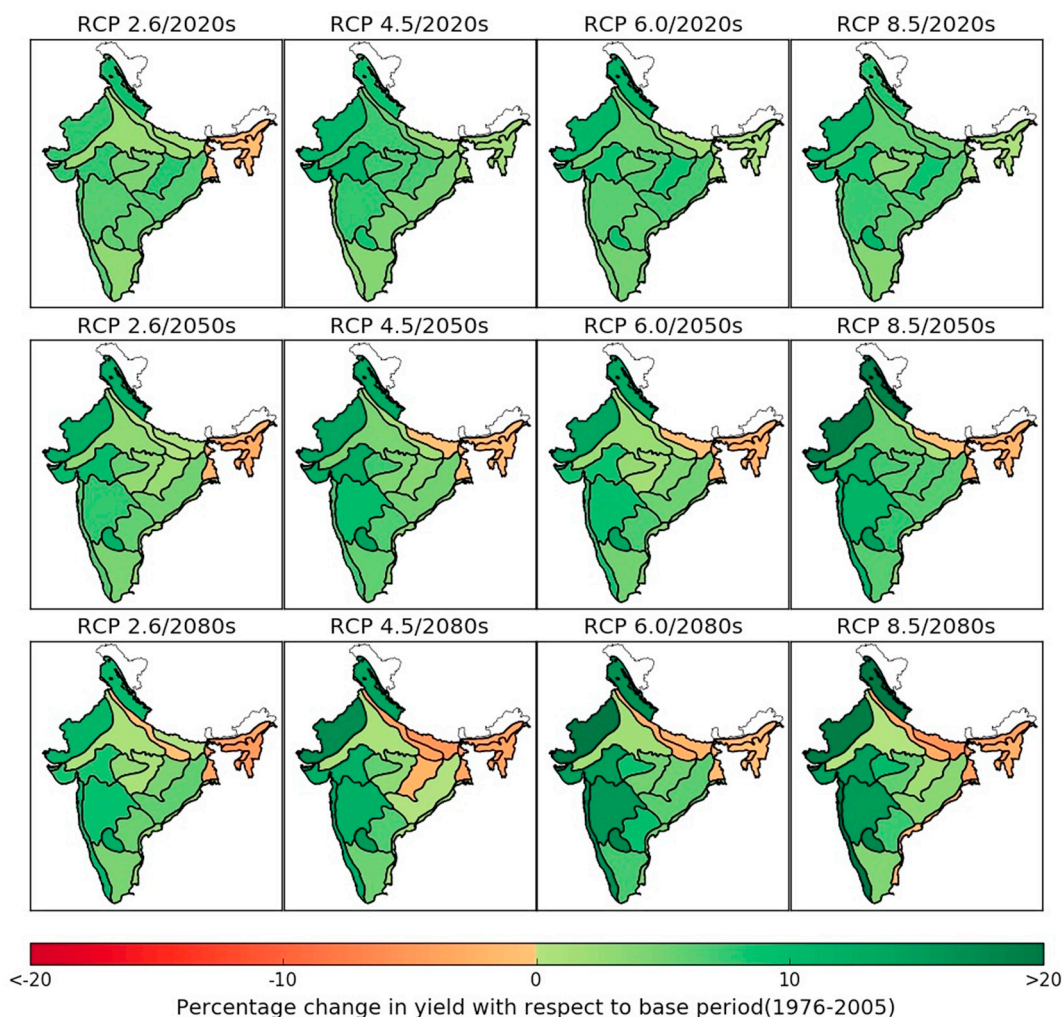 RCP 2.6/2020s RCP 4.5/2020s RCP 6.0/2020s RCP 8.5/2020s
RCP 2.6/2050s RCP 4.5/2050s RCP 6.0/2050s RCP 8.5/2050s
RCP 2.6/2080s RCP 4.5/2080s RCP 6.0/2080s RCP 8.5/2080s
<-20 -10 0 10 >20
Percentage change in yield with respect to base period(1976-2005)